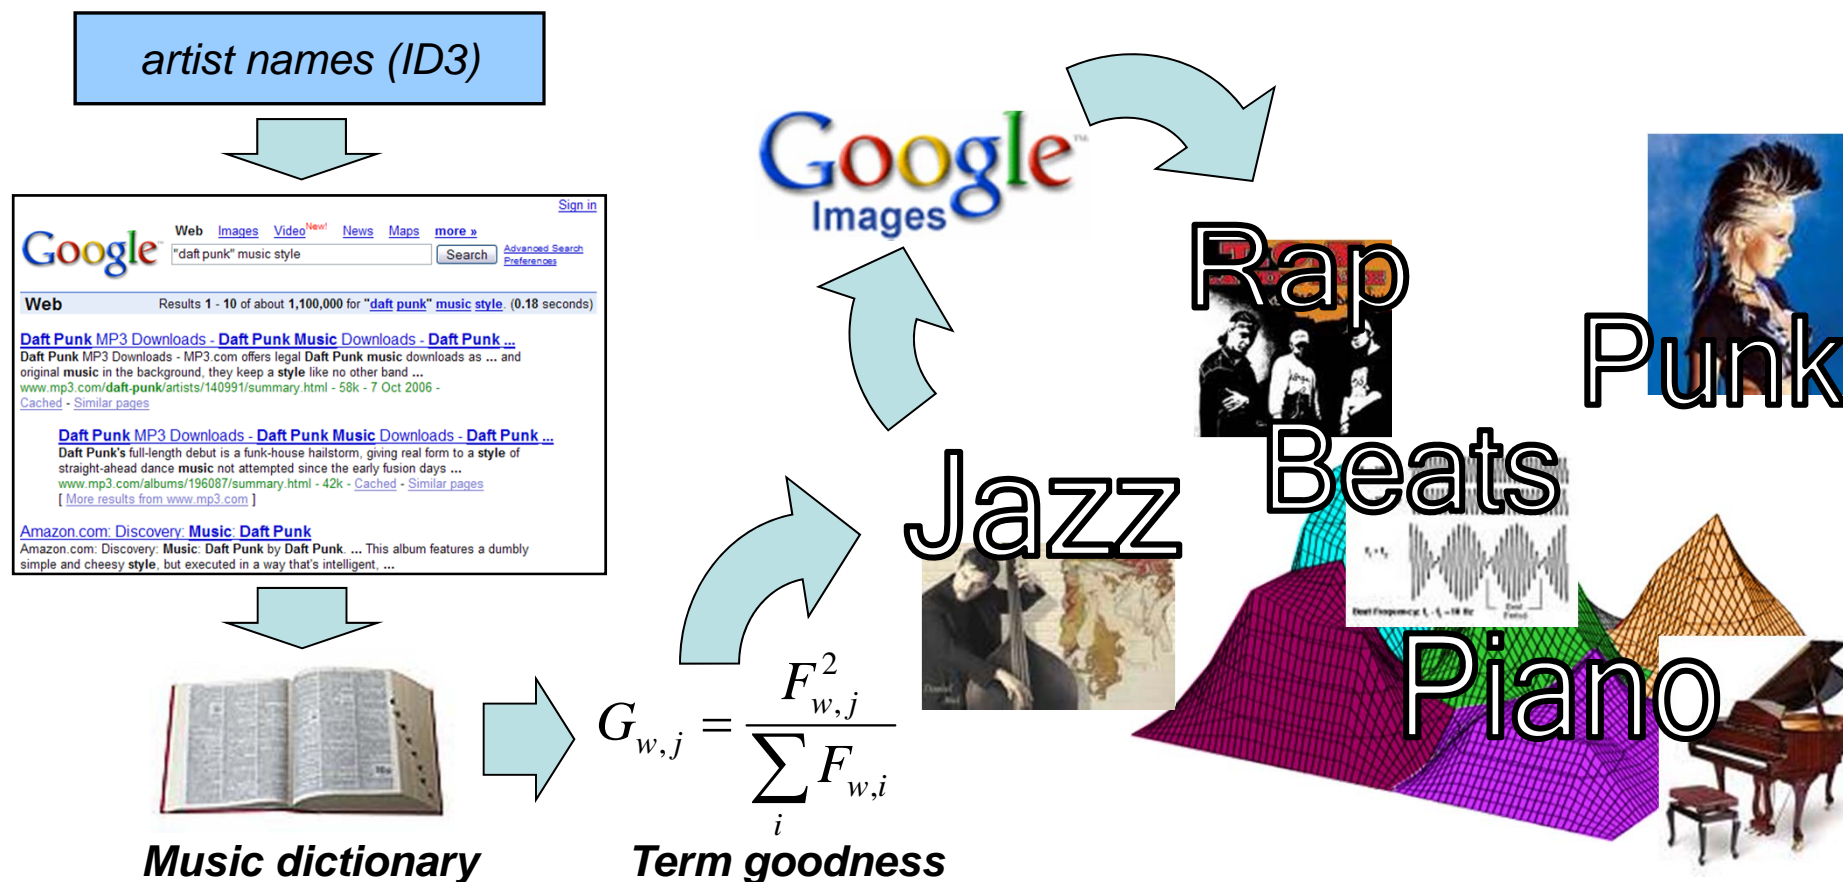 artist names (ID3)
Sign in
Google
Web Images Video New! News Maps more »
"daft punk" music style
Search
Advanced Search
Preferences
Web
Results 1 - 10 of about 1,100,000 for "daft punk" music style. (0.18 seconds)
Daft Punk MP3 Downloads - Daft Punk Music Downloads - Daft Punk ...
Daft Punk MP3 Downloads - MP3.com offers legal Daft Punk music downloads as ... and
original music in the background, they keep a style like no other band ...
www.mp3.com/daft-punk/artists/140991/summary.html - 58k - 7 Oct 2006 -
Cached - Similar pages
Daft Punk MP3 Downloads - Daft Punk Music Downloads - Daft Punk ...
Daft Punk's full-length debut is a funk-house hailstorm, giving real form to a style of
straight-ahead dance music not attempted since the early fusion days ...
www.mp3.com/albums/196087/summary.html - 42k - Cached - Similar pages
[ More results from www.mp3.com ]
Amazon.com: Discovery: Music: Daft Punk
Amazon.com: Discovery: Music: Daft Punk by Daft Punk. ... This album features a dumbly
simple and cheesy style, but executed in a way that's intelligent, ...
Music dictionary
G_{w,j} = \frac{F_{w,j}^2}{\sum_i F_{w,i}}
Term goodness
Google™
Images
Jazz
Rap
Punk
Beats
Beat
Period
Piano